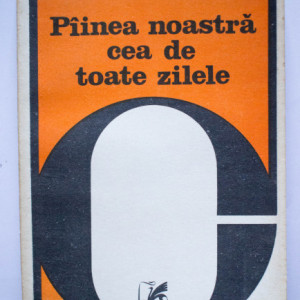 Pîinea noastră
cea de
toate zilele